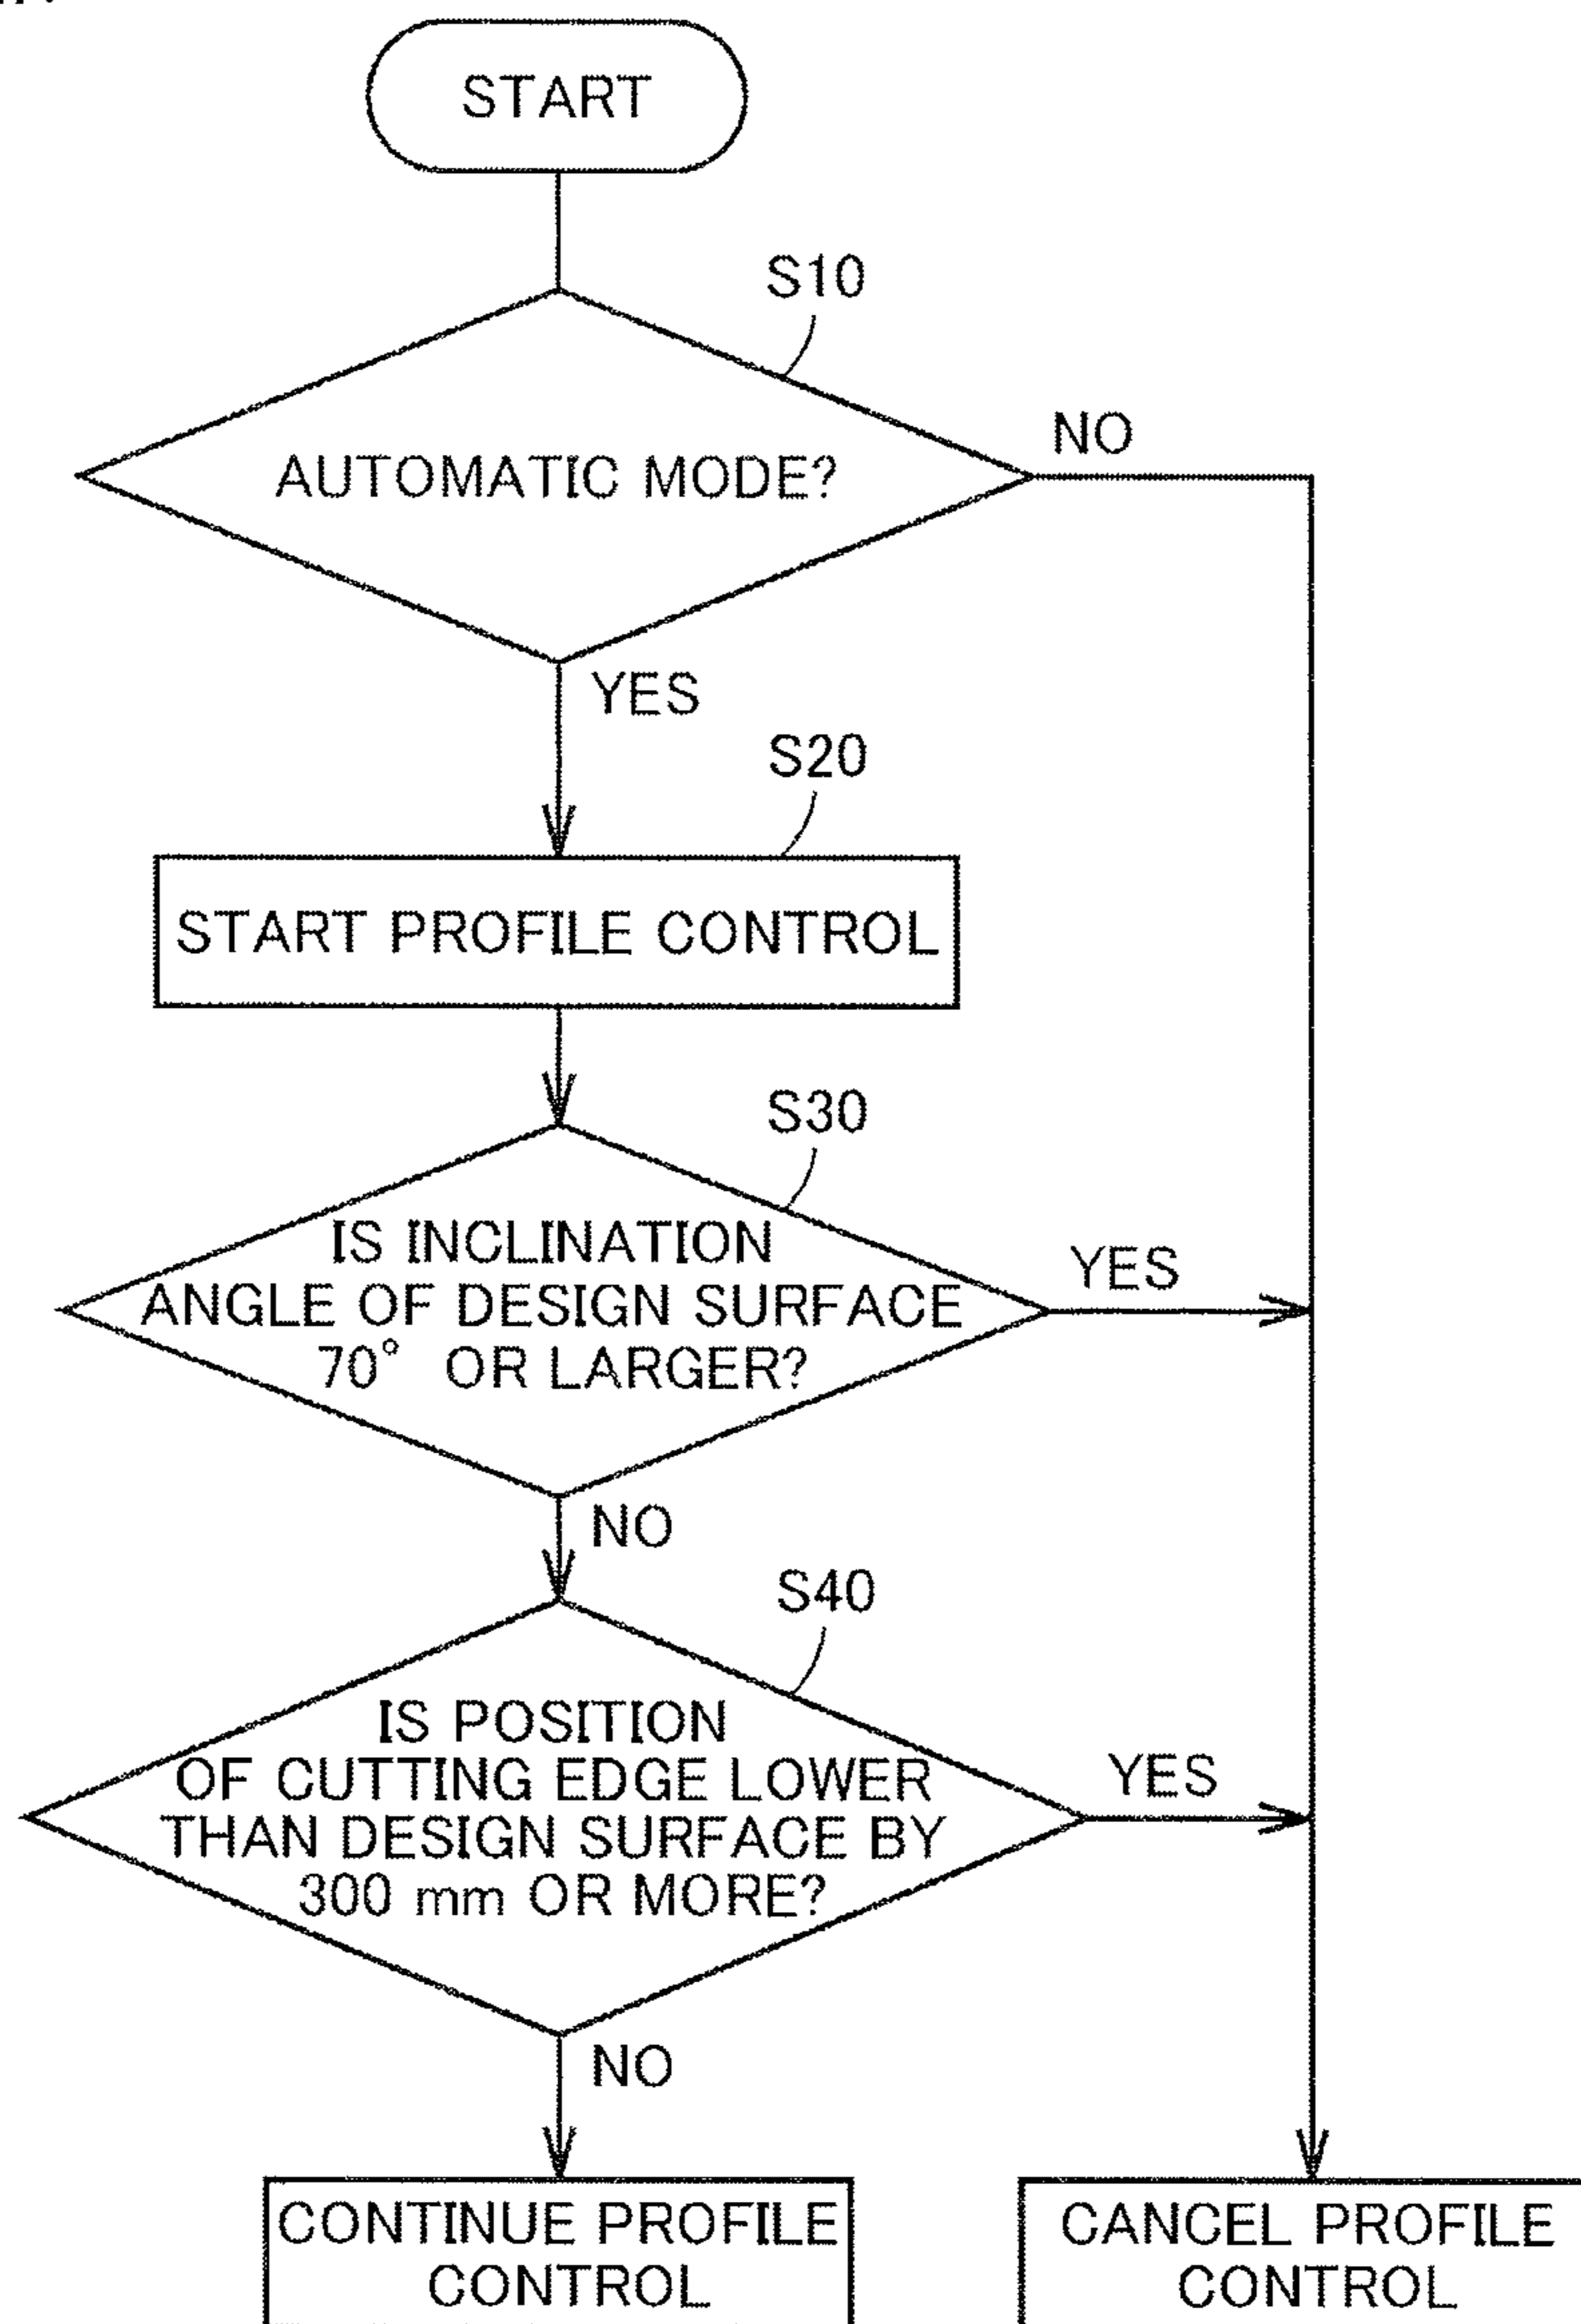 START
S10
AUTOMATIC MODE?
NO
YES
S20
START PROFILE CONTROL
S30
IS INCLINATION
ANGLE OF DESIGN SURFACE
70° OR LARGER?
YES
NO
S40
IS POSITION
OF CUTTING EDGE LOWER
THAN DESIGN SURFACE BY
300 mm OR MORE?
YES
NO
CONTINUE PROFILE
CONTROL
CANCEL PROFILE
CONTROL